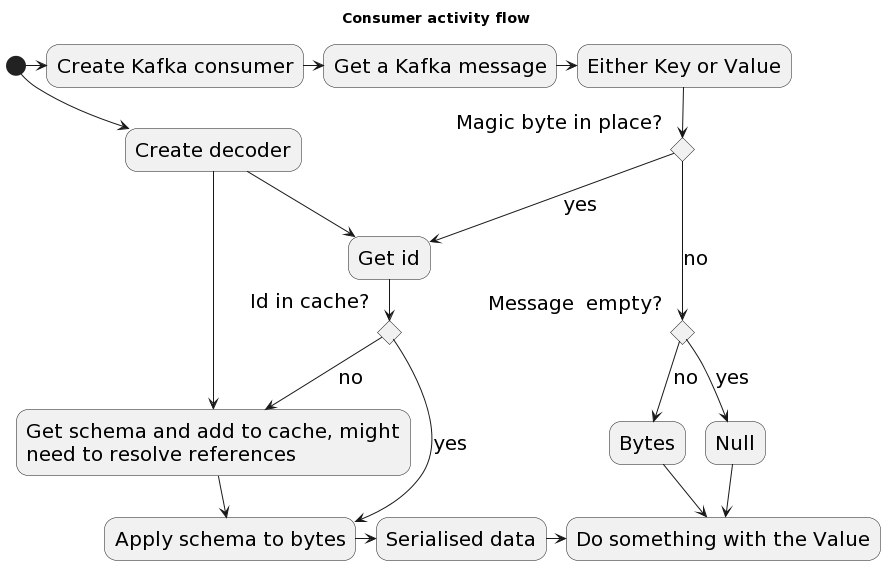 Consumer activity flow
Create Kafka consumer
Get a Kafka message
Either Key or Value
Magic byte in place?
Create decoder
yes
Get id
no
Id in cache?
Message  empty?
no
no
yes
Get schema and add to cache, might
need to resolve references
yes
Bytes
Null
Apply schema to bytes
Serialised data
Do something with the Value